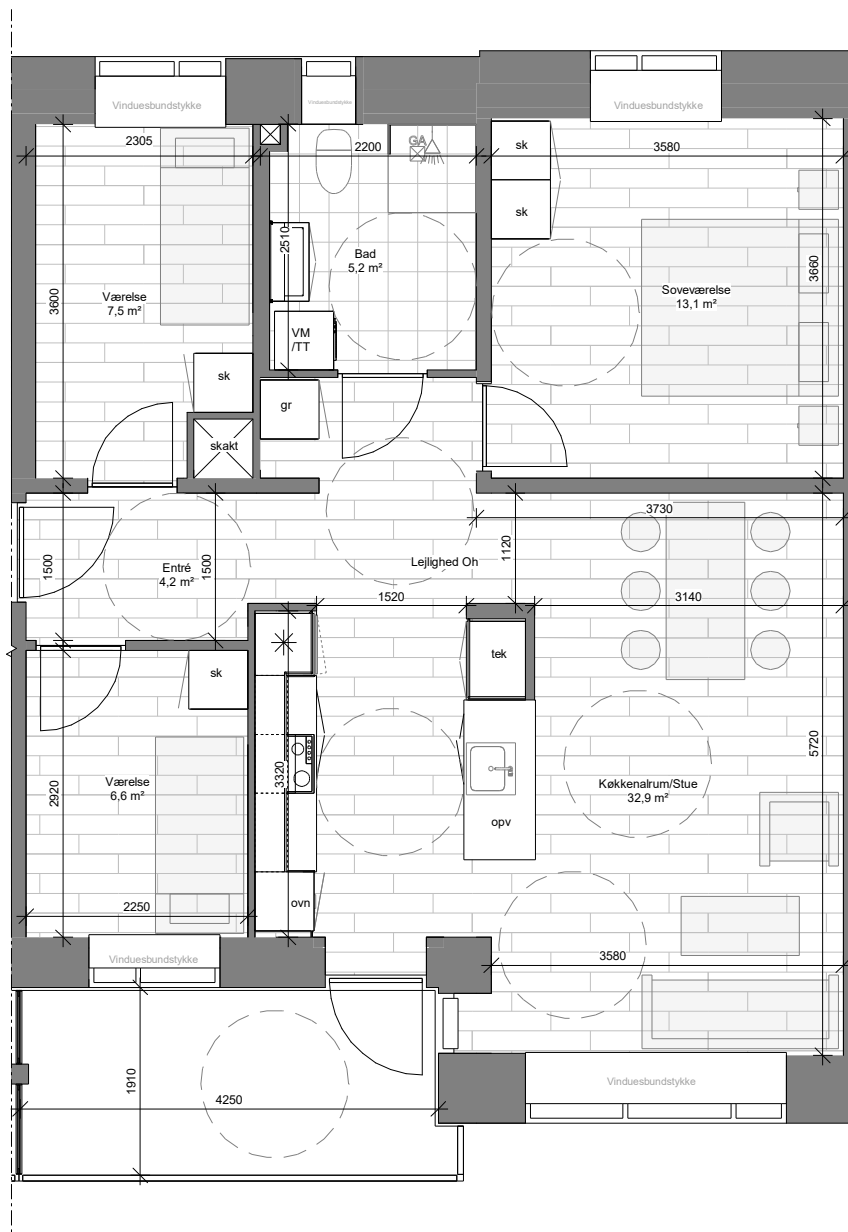 Vinduesbundstykke
Vinduesbundstykke
Vinduesbundstykke
2305
2200
GA
sk
3580
sk
2510
Bad
5,2 m²
3660
Værelse
7,5 m²
3600
Soveværelse
13,1 m²
VM
/TT
sk
gr
skakt
3730
1500
1500
1120
Entré
4,2 m²
Lejlighed Oh
1520
3140
tek
sk
5720
Værelse
6,6 m²
2920
3320
Køkkenalrum/Stue
32,9 m²
opv
ovn
2250
Vinduesbundstykke
3580
1910
4250
Vinduesbundstykke